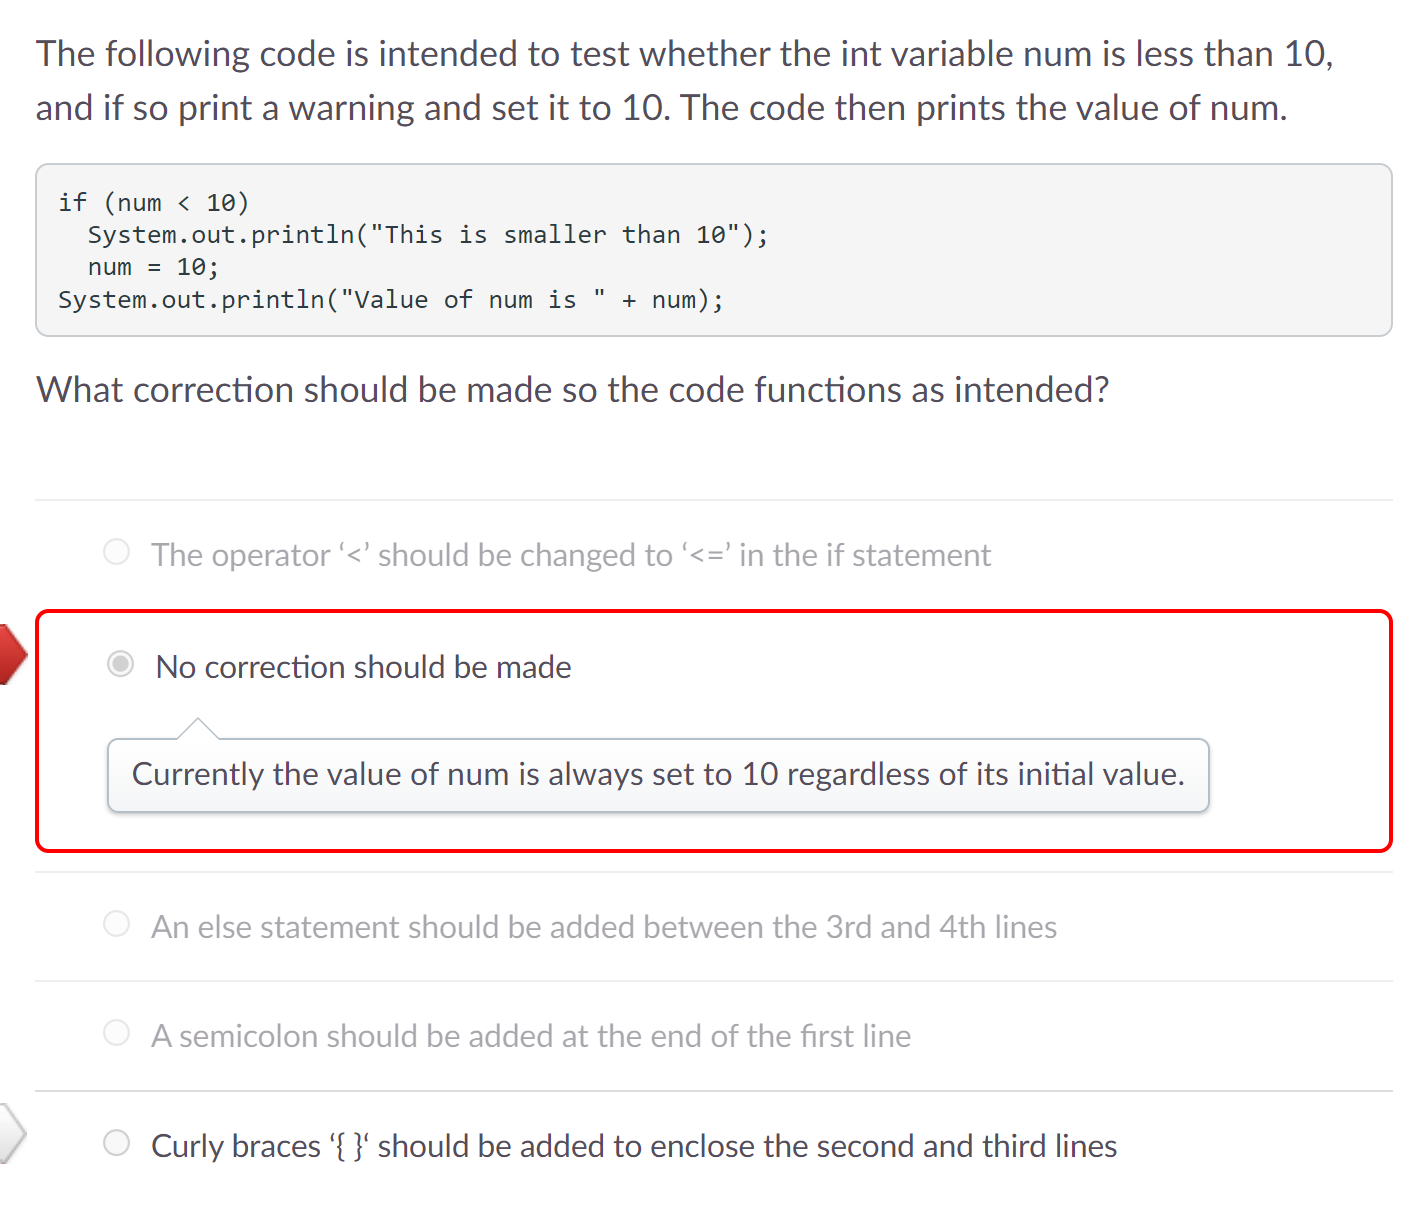 The following code is intended to test whether the int variable num is less than 10,
and if so print a warning and set it to 10. The code then prints the value of num.
if (num < 10)
  System.out.println("This is smaller than 10");
  num = 10;
System.out.println("Value of num is " + num);
What correction should be made so the code functions as intended?
The operator ‘<’ should be changed to ‘<=’ in the if statement
No correction should be made
Currently the value of num is always set to 10 regardless of its initial value.
An else statement should be added between the 3rd and 4th lines
A semicolon should be added at the end of the first line
Curly braces ‘{ }‘ should be added to enclose the second and third lines